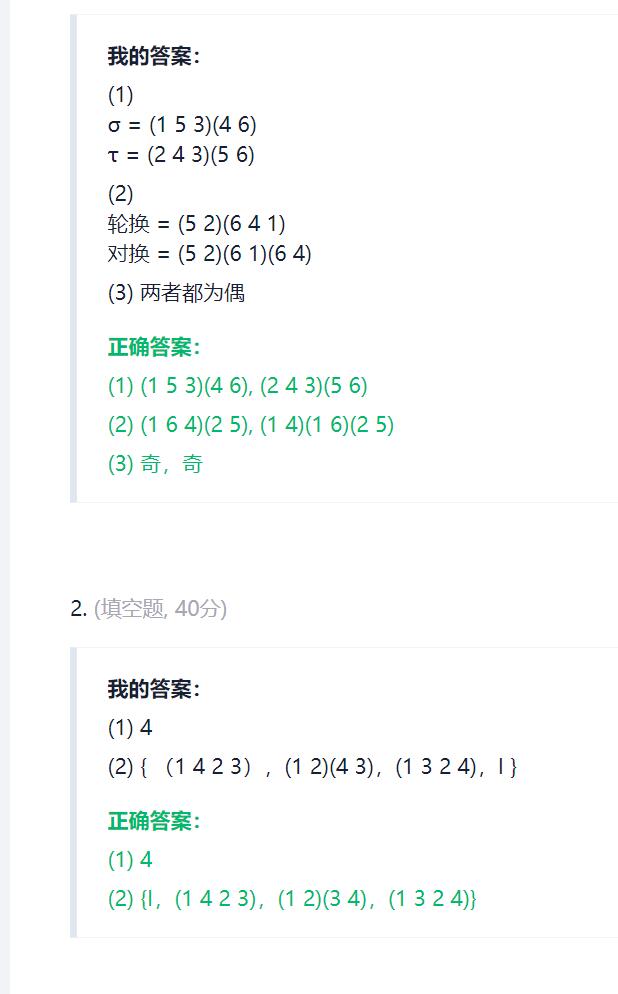 我的答案：
(1)
σ = (1 5 3)(4 6)
τ = (2 4 3)(5 6)
(2)
轮换 = (5 2)(6 4 1)
对换 = (5 2)(6 1)(6 4)
(3) 两者都为偶
正确答案：
(1) (1 5 3)(4 6), (2 4 3)(5 6)
(2) (1 6 4)(2 5), (1 4)(1 6)(2 5)
(3) 奇，奇
2. (填空题, 40分)
我的答案：
(1) 4
(2) { （1 4 2 3），(1 2)(4 3)，(1 3 2 4)，I }
正确答案：
(1) 4
(2) {I，(1 4 2 3)，(1 2)(3 4)，(1 3 2 4)}